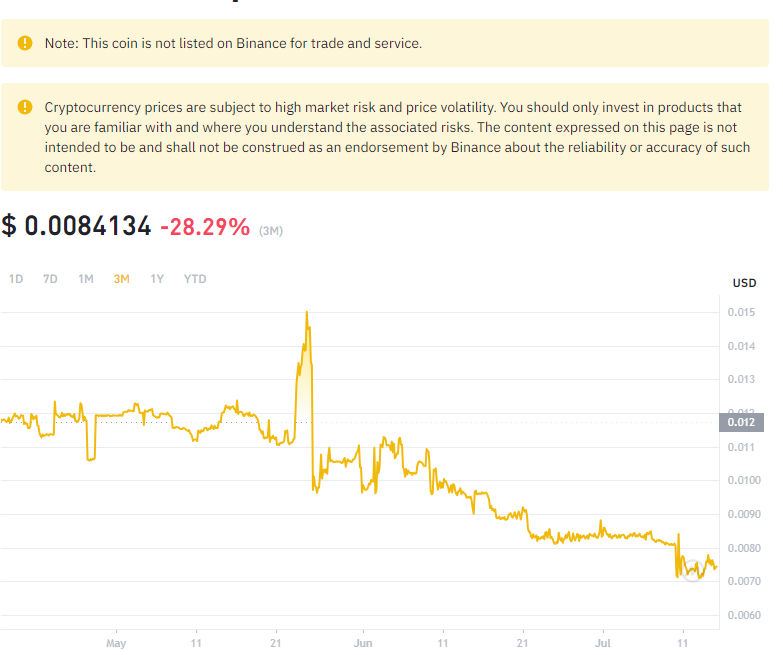 Note: This coin is not listed on Binance for trade and service.
Cryptocurrency prices are subject to high market risk and price volatility. You should only invest in products that
you are familiar with and where you understand the associated risks. The content expressed on this page is not
intended to be and shall not be construed as an endorsement by Binance about the reliability or accuracy of such
content.
$ 0.0084134 -28.29% (3M)
1D 7D 1M 3M 1Y YTD
USD
0.015
0.014
0.013
0.012
0.011
0.0100
0.0090
0.0080
0.0070
0.0060
May 11 21 Jun 11 21 Jul 11